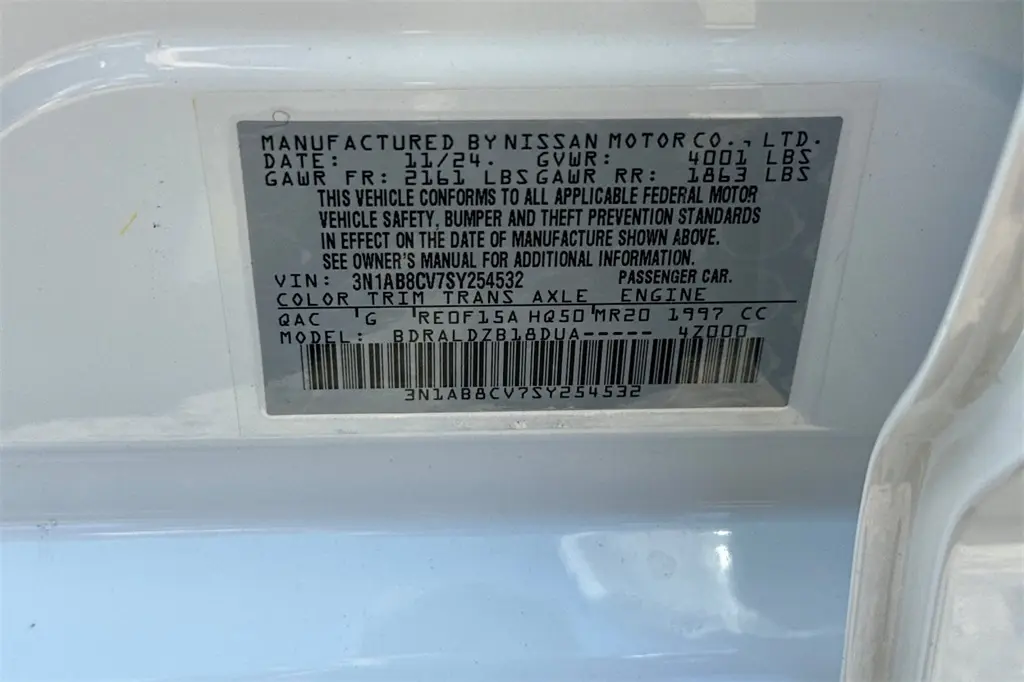 MANUFACTURED BY NISSAN MOTOR CO., LTD.
DATE: 11/24. GVWR: 4001 LBS
GAWR FR: 2161 LBS GAWR RR: 1863 LBS
THIS VEHICLE CONFORMS TO ALL APPLICABLE FEDERAL MOTOR
VEHICLE SAFETY, BUMPER AND THEFT PREVENTION STANDARDS
IN EFFECT ON THE DATE OF MANUFACTURE SHOWN ABOVE.
SEE OWNER'S MANUAL FOR ADDITIONAL INFORMATION.
VIN: 3N1AB8CV7SY254532 PASSENGER CAR.
COLOR TRIM TRANS AXLE ENGINE
QAC 'G 'RE0F15A HQ50'MR20 1997 CC
MODEL: BDRALDZB18DUA----- 4Z000
3N1AB8CV7SY254532